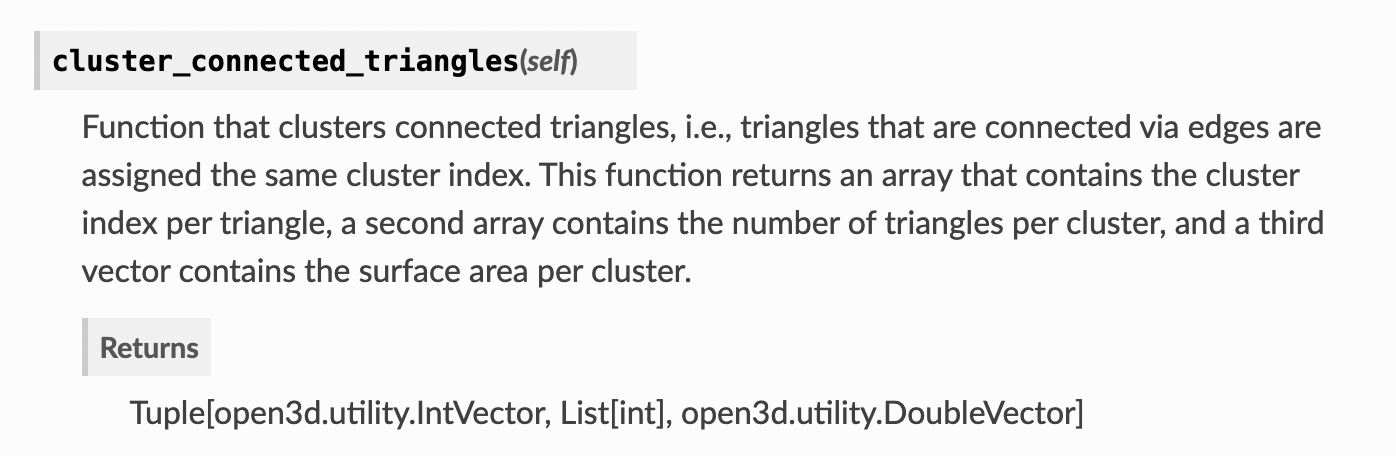 cluster_connected_triangles(self)
Function that clusters connected triangles, i.e., triangles that are connected via edges are
assigned the same cluster index. This function returns an array that contains the cluster
index per triangle, a second array contains the number of triangles per cluster, and a third
vector contains the surface area per cluster.
Returns
Tuple[open3d.utility.IntVector, List[int], open3d.utility.DoubleVector]